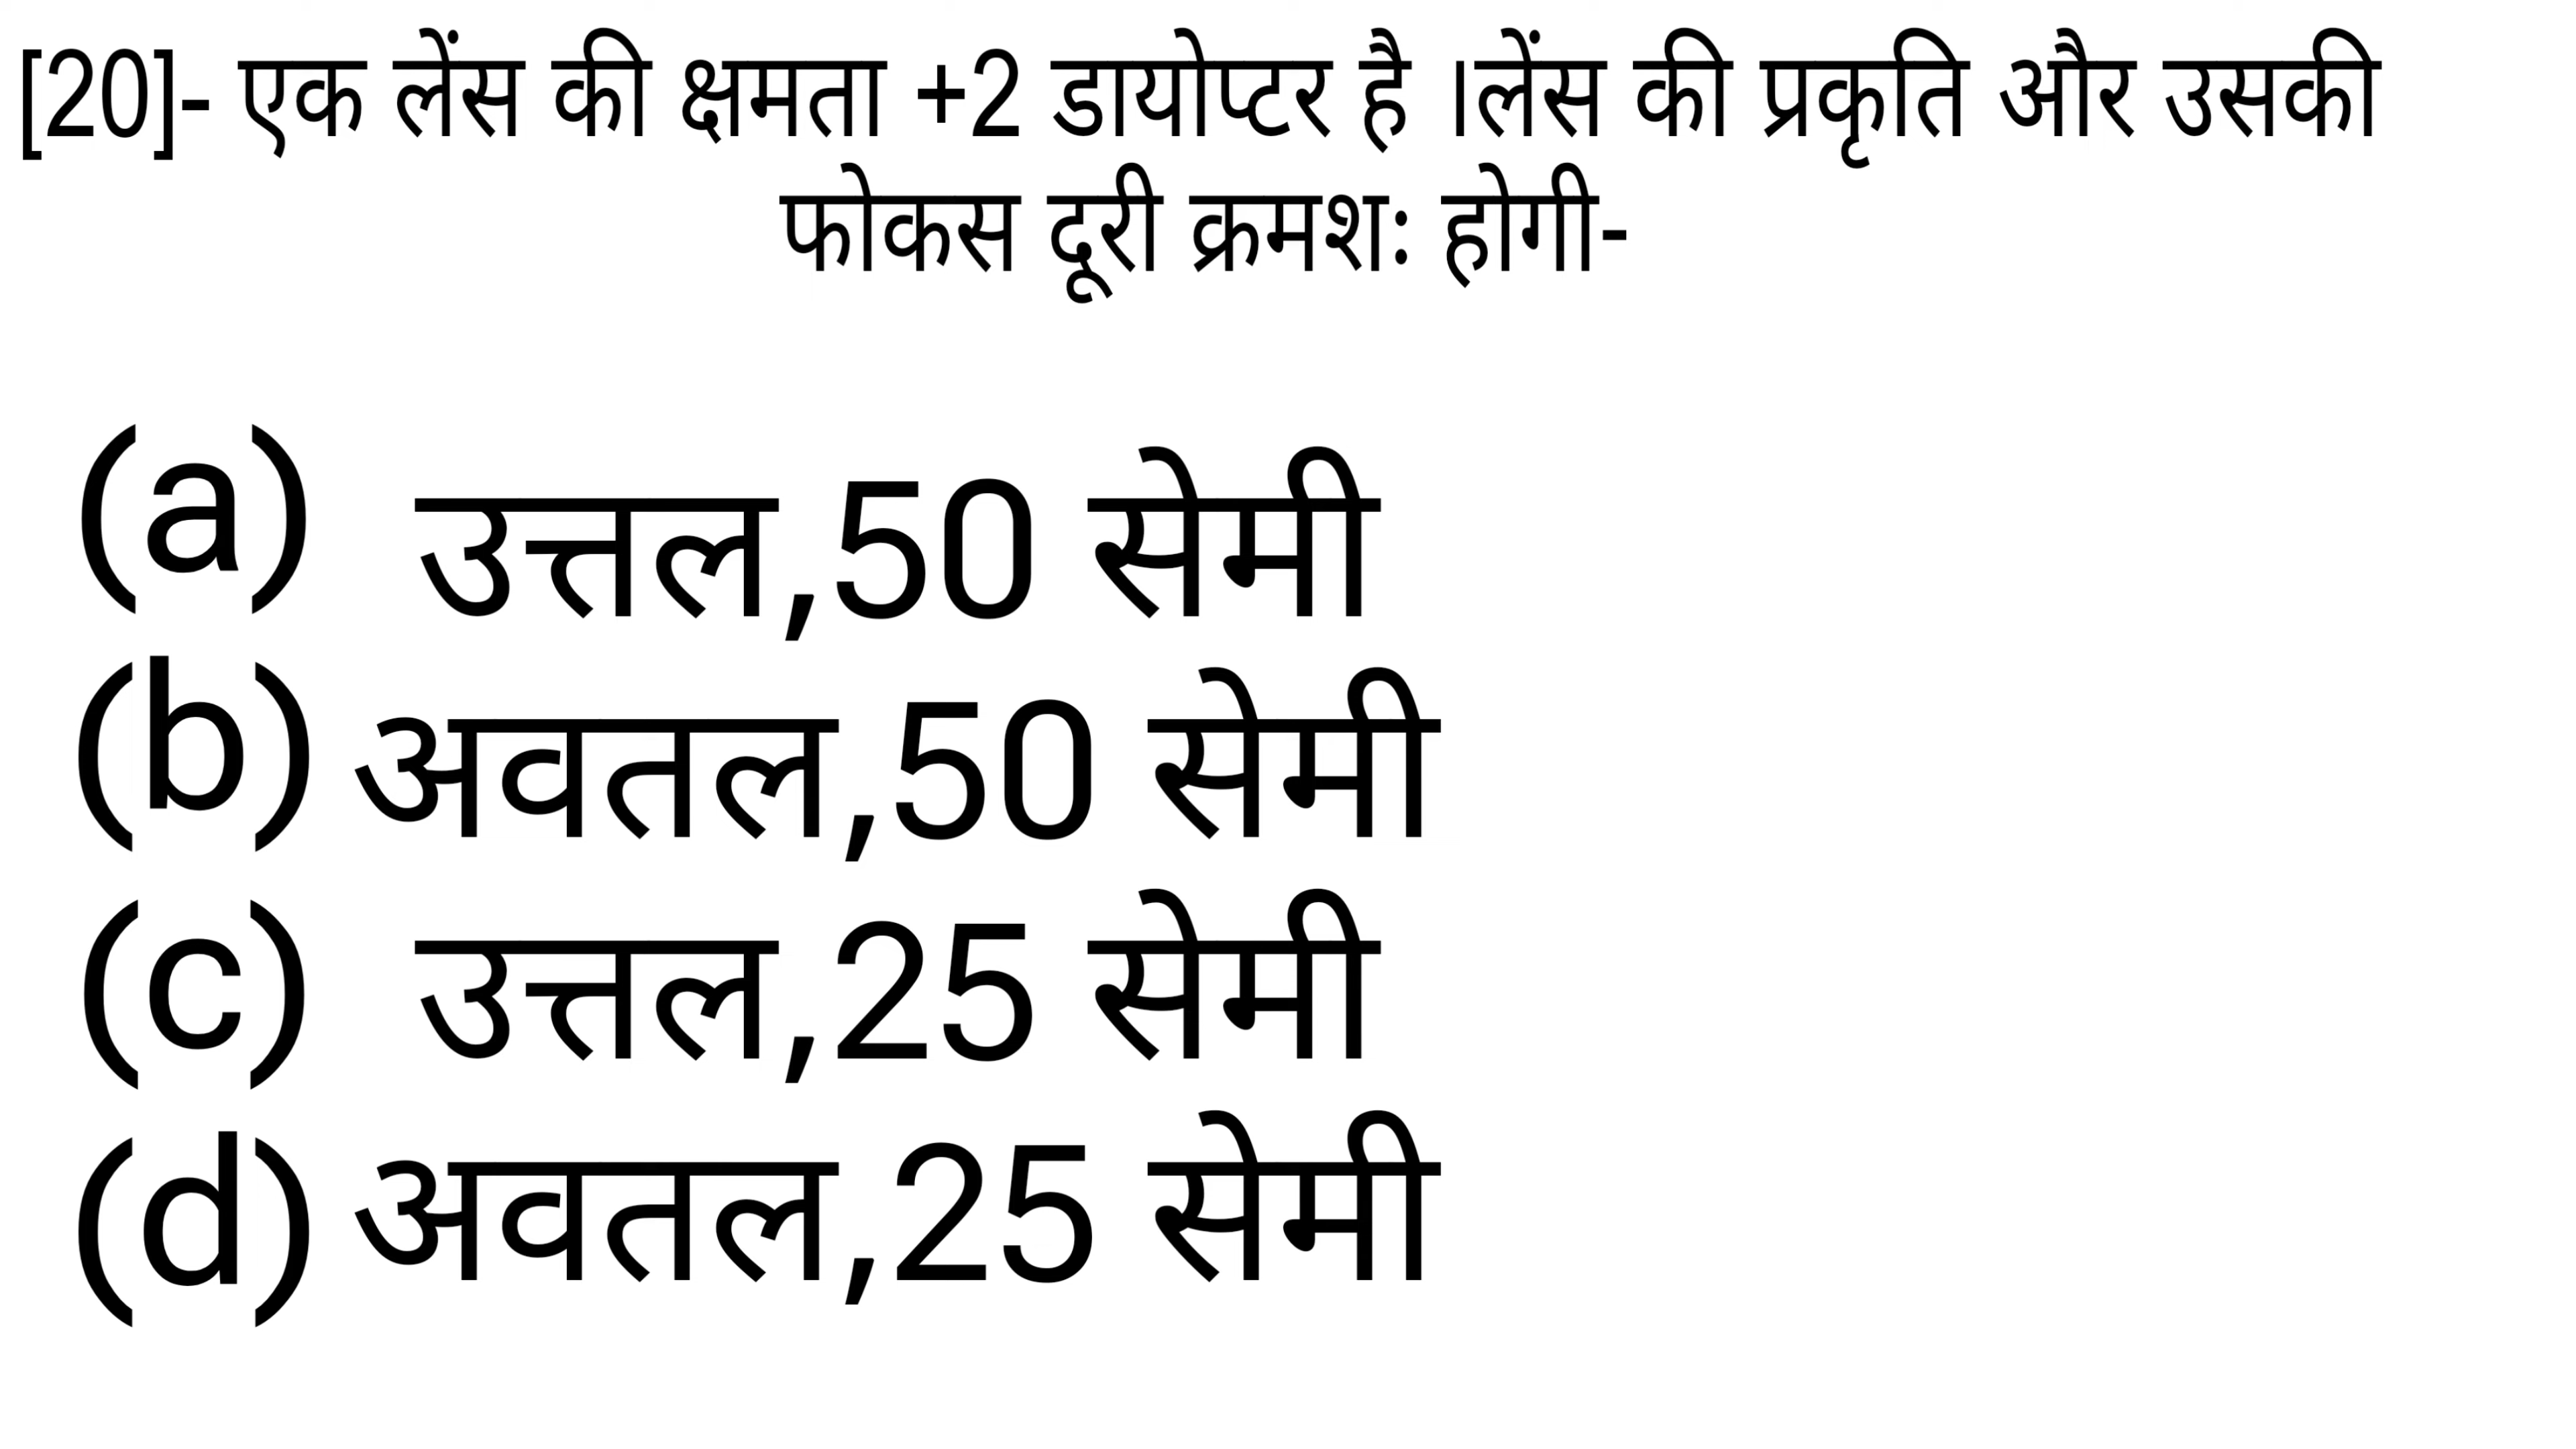 [20]- एक लेंस की क्षमता +2 डायोप्टर है ।लेंस की प्रकृति और उसकी
फोकस दूरी क्रमशः होगी-
(a) उत्तल,50 सेमी
(b) अवतल,50 सेमी
(c) उत्तल,25 सेमी
(d) अवतल,25 सेमी